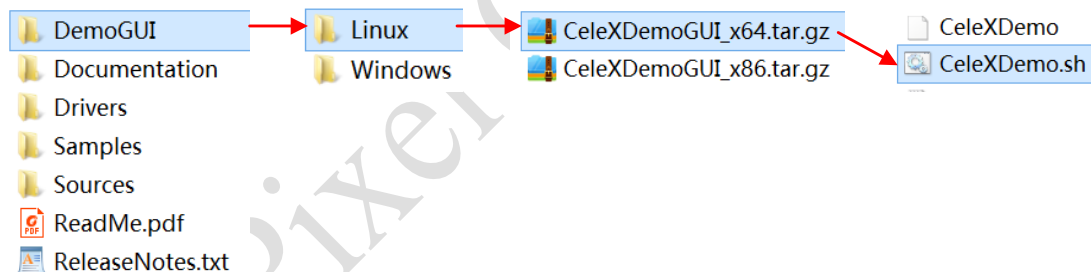 DemoGUI
Documentation
Drivers
Samples
Sources
ReadMe.pdf
ReleaseNotes.txt
Linux
Windows
CeleXDemoGUI_x64.tar.gz
CeleXDemoGUI_x86.tar.gz
CeleXDemo
CeleXDemo.sh
Pixel